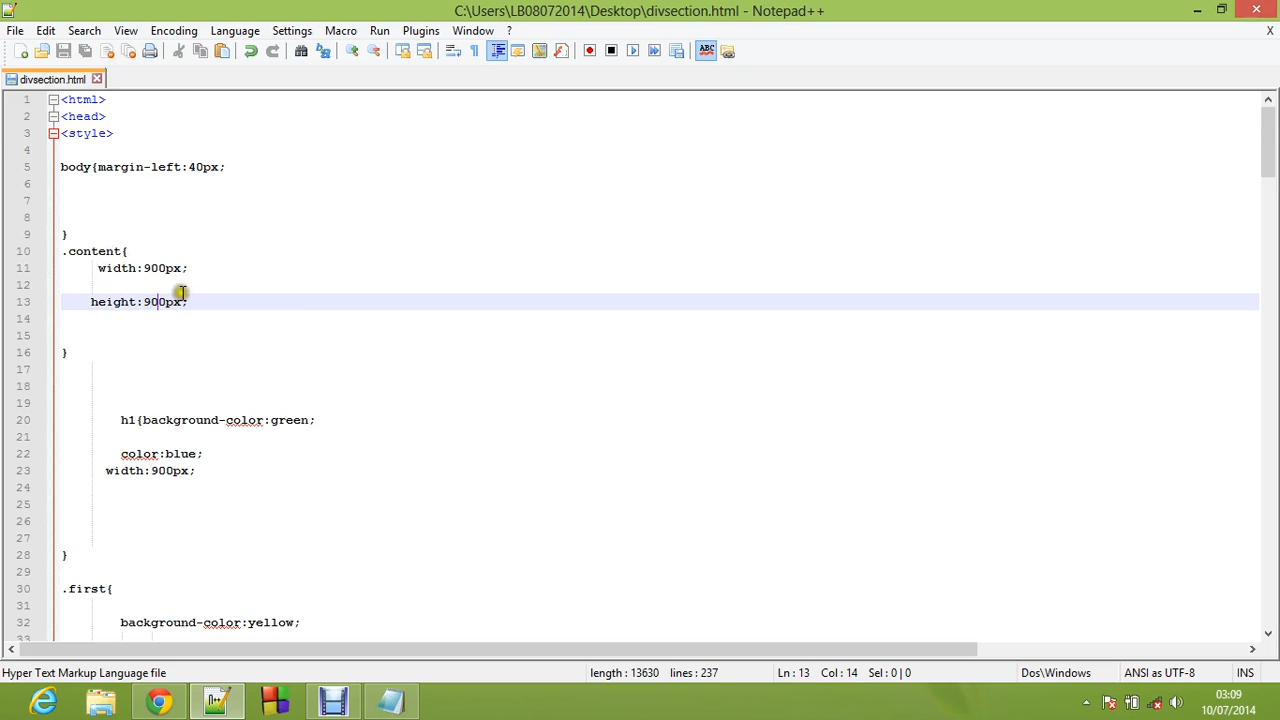 C:\Users\LB08072014\Desktop\divsection.html - Notepad++
File Edit Search View Encoding Language Settings Macro Run Plugins Window ? X
ABC
divsection.html
1 <html>
2 <head>
3 <style>
4
5 body{margin-left:40px;
6
7
8
9 }
10 .content{
11 width:900px;
12
13 height:900px;
14
15
16 }
17
18
19
20 h1{background-color:green;
21
22 color:blue;
23 width:900px;
24
25
26
27
28 }
29
30 .first{
31
32 background-color:yellow;
33
Hyper Text Markup Language file length : 13630 lines : 237 Ln : 13 Col : 14 Sel : 0 | 0 Dos\Windows ANSI as UTF-8 INS
03:09
10/07/2014